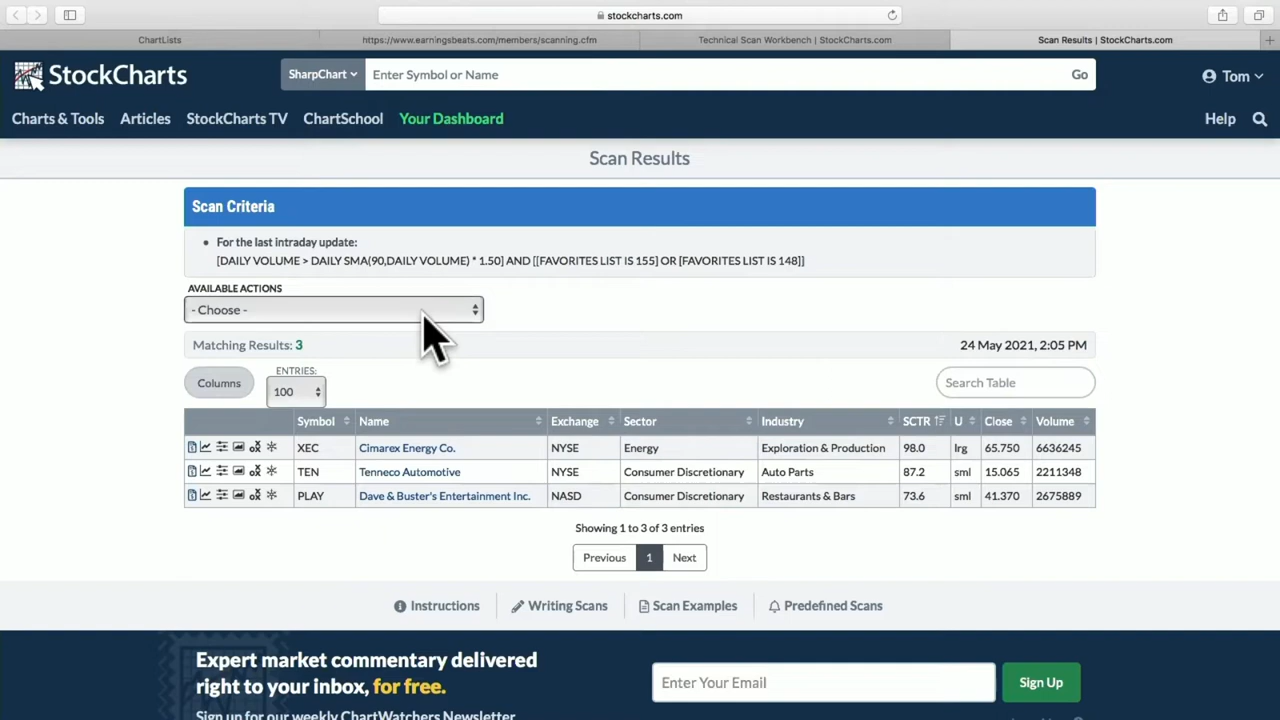 stockcharts.com
ChartLists
https://www.earningsbeats.com/members/scanning.cfm
Technical Scan Workbench | StockCharts.com
Scan Results | StockCharts.com
StockCharts
SharpChart
Enter Symbol or Name
Go
Tom
Charts & Tools
Articles
StockCharts TV
ChartSchool
Your Dashboard
Help
Scan Results
Scan Criteria
• For the last intraday update:
[DAILY VOLUME > DAILY SMA(90,DAILY VOLUME) * 1.50] AND [[FAVORITES LIST IS 155] OR [FAVORITES LIST IS 148]]
AVAILABLE ACTIONS
- Choose -
Matching Results: 3
24 May 2021, 2:05 PM
Columns
ENTRIES:
100
Search Table
Symbol Name Exchange Sector Industry SCTR U Close Volume
XEC Cimarex Energy Co. NYSE Energy Exploration & Production 98.0 lrg 65.750 6636245
TEN Tenneco Automotive NYSE Consumer Discretionary Auto Parts 87.2 sml 15.065 2211348
PLAY Dave & Buster's Entertainment Inc. NASD Consumer Discretionary Restaurants & Bars 73.6 sml 41.370 2675889
Showing 1 to 3 of 3 entries
Previous 1 Next
Instructions
Writing Scans
Scan Examples
Predefined Scans
Expert market commentary delivered
right to your inbox, for free.
Enter Your Email
Sign Up
Sign up for our weekly ChartWatchers Newsletter